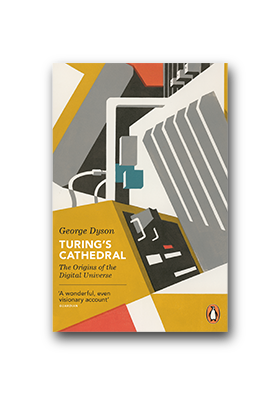 George Dyson
TURING'S
CATHEDRAL
The Origins of the
Digital Universe
'A wonderful, even
visionary account'